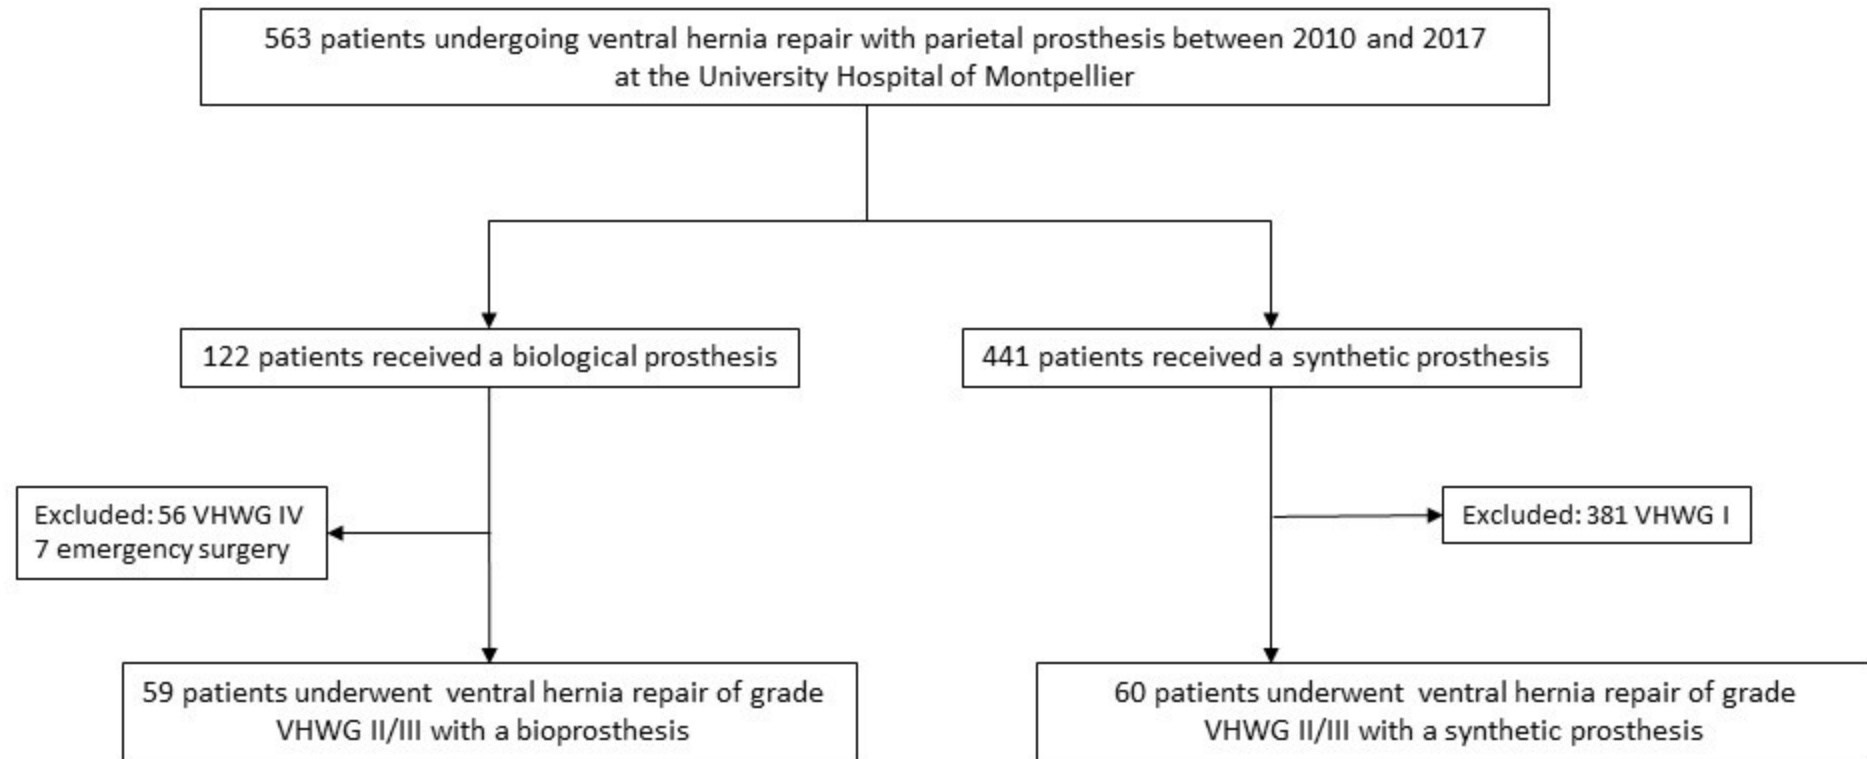 563 patients undergoing ventral hernia repair with parietal prosthesis between 2010 and 2017
at the University Hospital of Montpellier
122 patients received a biological prosthesis
441 patients received a synthetic prosthesis
Excluded: 56 VHWG IV
7 emergency surgery
Excluded: 381 VHWG I
59 patients underwent ventral hernia repair of grade
VHWG II/III with a bioprosthesis
60 patients underwent ventral hernia repair of grade
VHWG II/III with a synthetic prosthesis